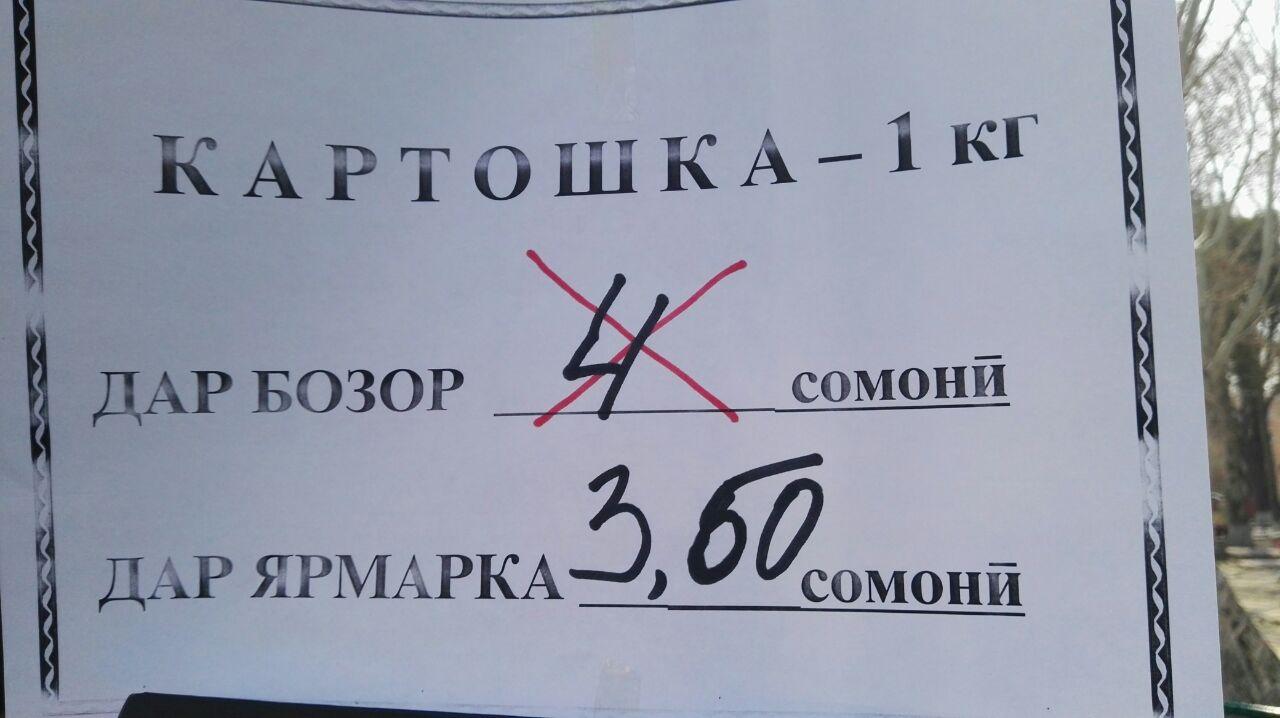 КАРТОШКА – 1 кг
ДАР БОЗОР 4 сомонӣ
ДАР ЯРМАРКА 3,60 сомонӣ